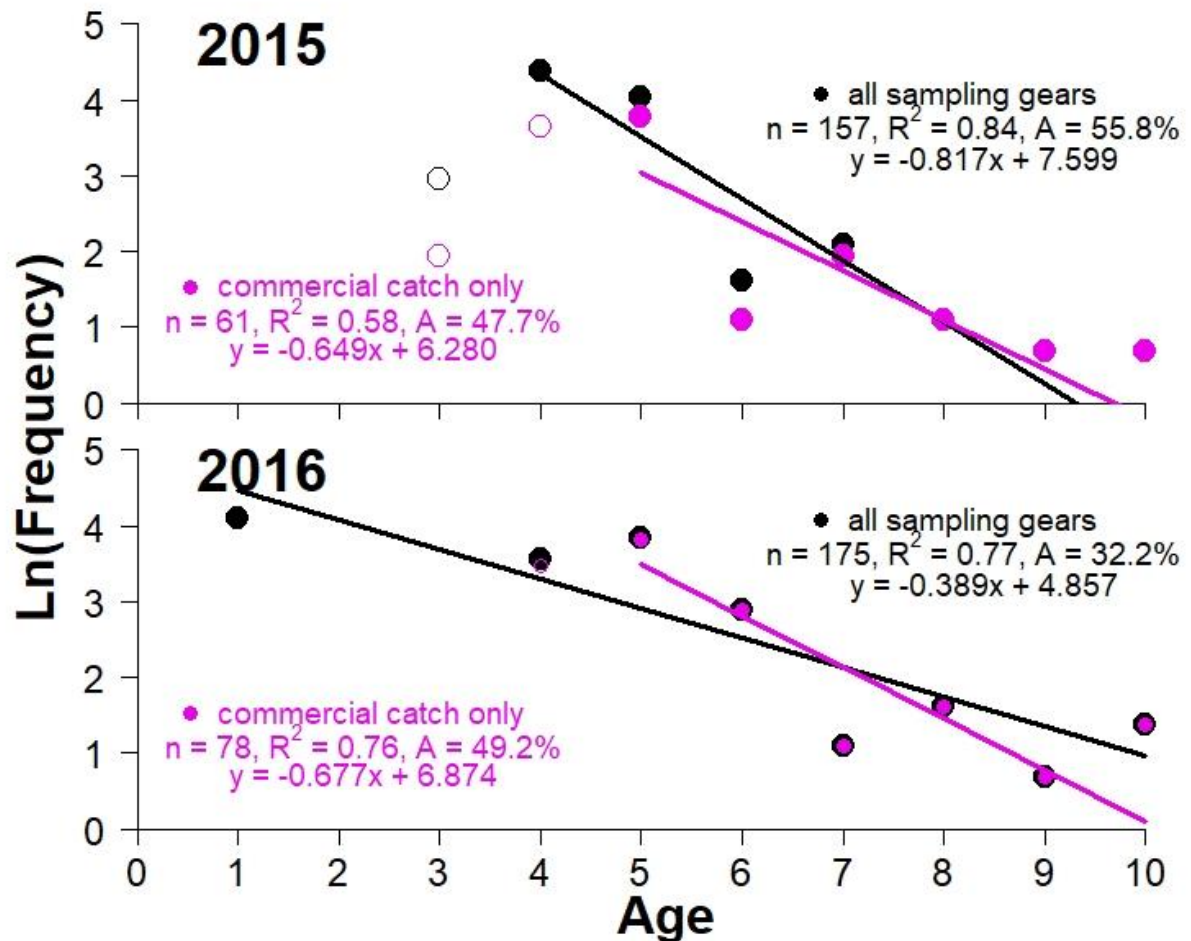 2015
● all sampling gears
n = 157, R² = 0.84, A = 55.8%
y = -0.817x + 7.599
● commercial catch only
n = 61, R² = 0.58, A = 47.7%
y = -0.649x + 6.280
5
4
3
2
1
0
2016
● all sampling gears
n = 175, R² = 0.77, A = 32.2%
y = -0.389x + 4.857
● commercial catch only
n = 78, R² = 0.76, A = 49.2%
y = -0.677x + 6.874
5
4
3
2
1
0
0 1 2 3 4 5 6 7 8 9 10
Age
Ln(Frequency)